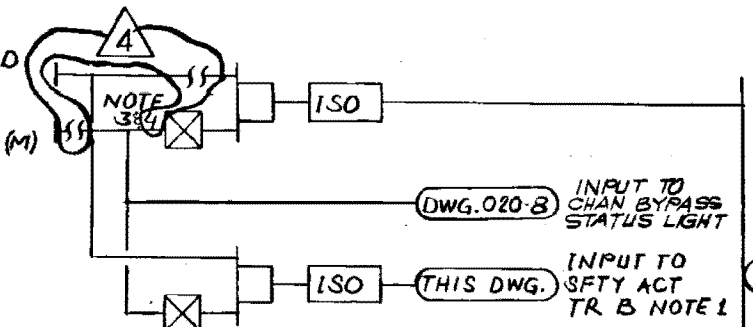 4
D
NOTE
3&4
(M)
ISO
DWG. 020-8
INPUT TO
CHAN BYPASS
STATUS LIGHT
ISO
THIS DWG.
INPUT TO
SFTY ACT
TR B NOTE 1